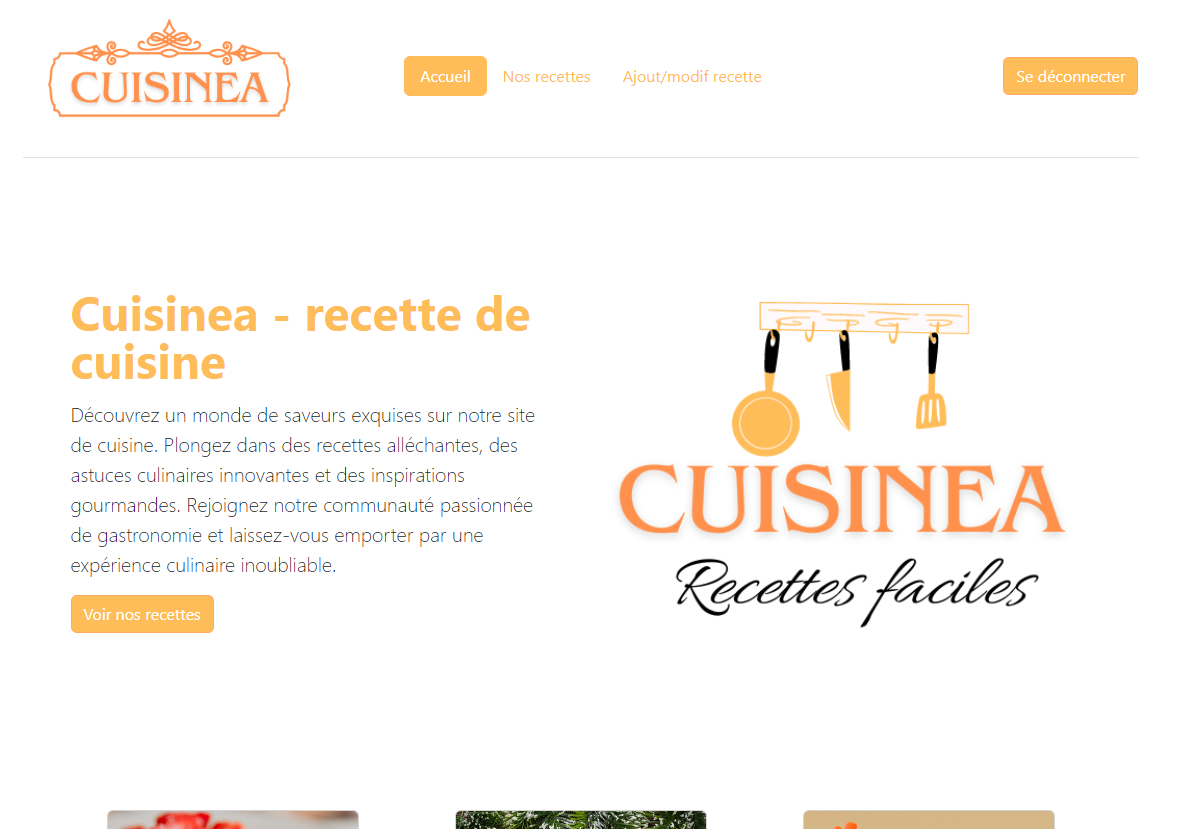 CUISINEA
Accueil
Nos recettes
Ajout/modif recette
Se déconnecter
Cuisinea - recette de
cuisine
Découvrez un monde de saveurs exquises sur notre site
de cuisine. Plongez dans des recettes alléchantes, des
astuces culinaires innovantes et des inspirations
gourmandes. Rejoignez notre communauté passionnée
de gastronomie et laissez-vous emporter par une
expérience culinaire inoubliable.
Voir nos recettes
CUISINEA
Recettes faciles